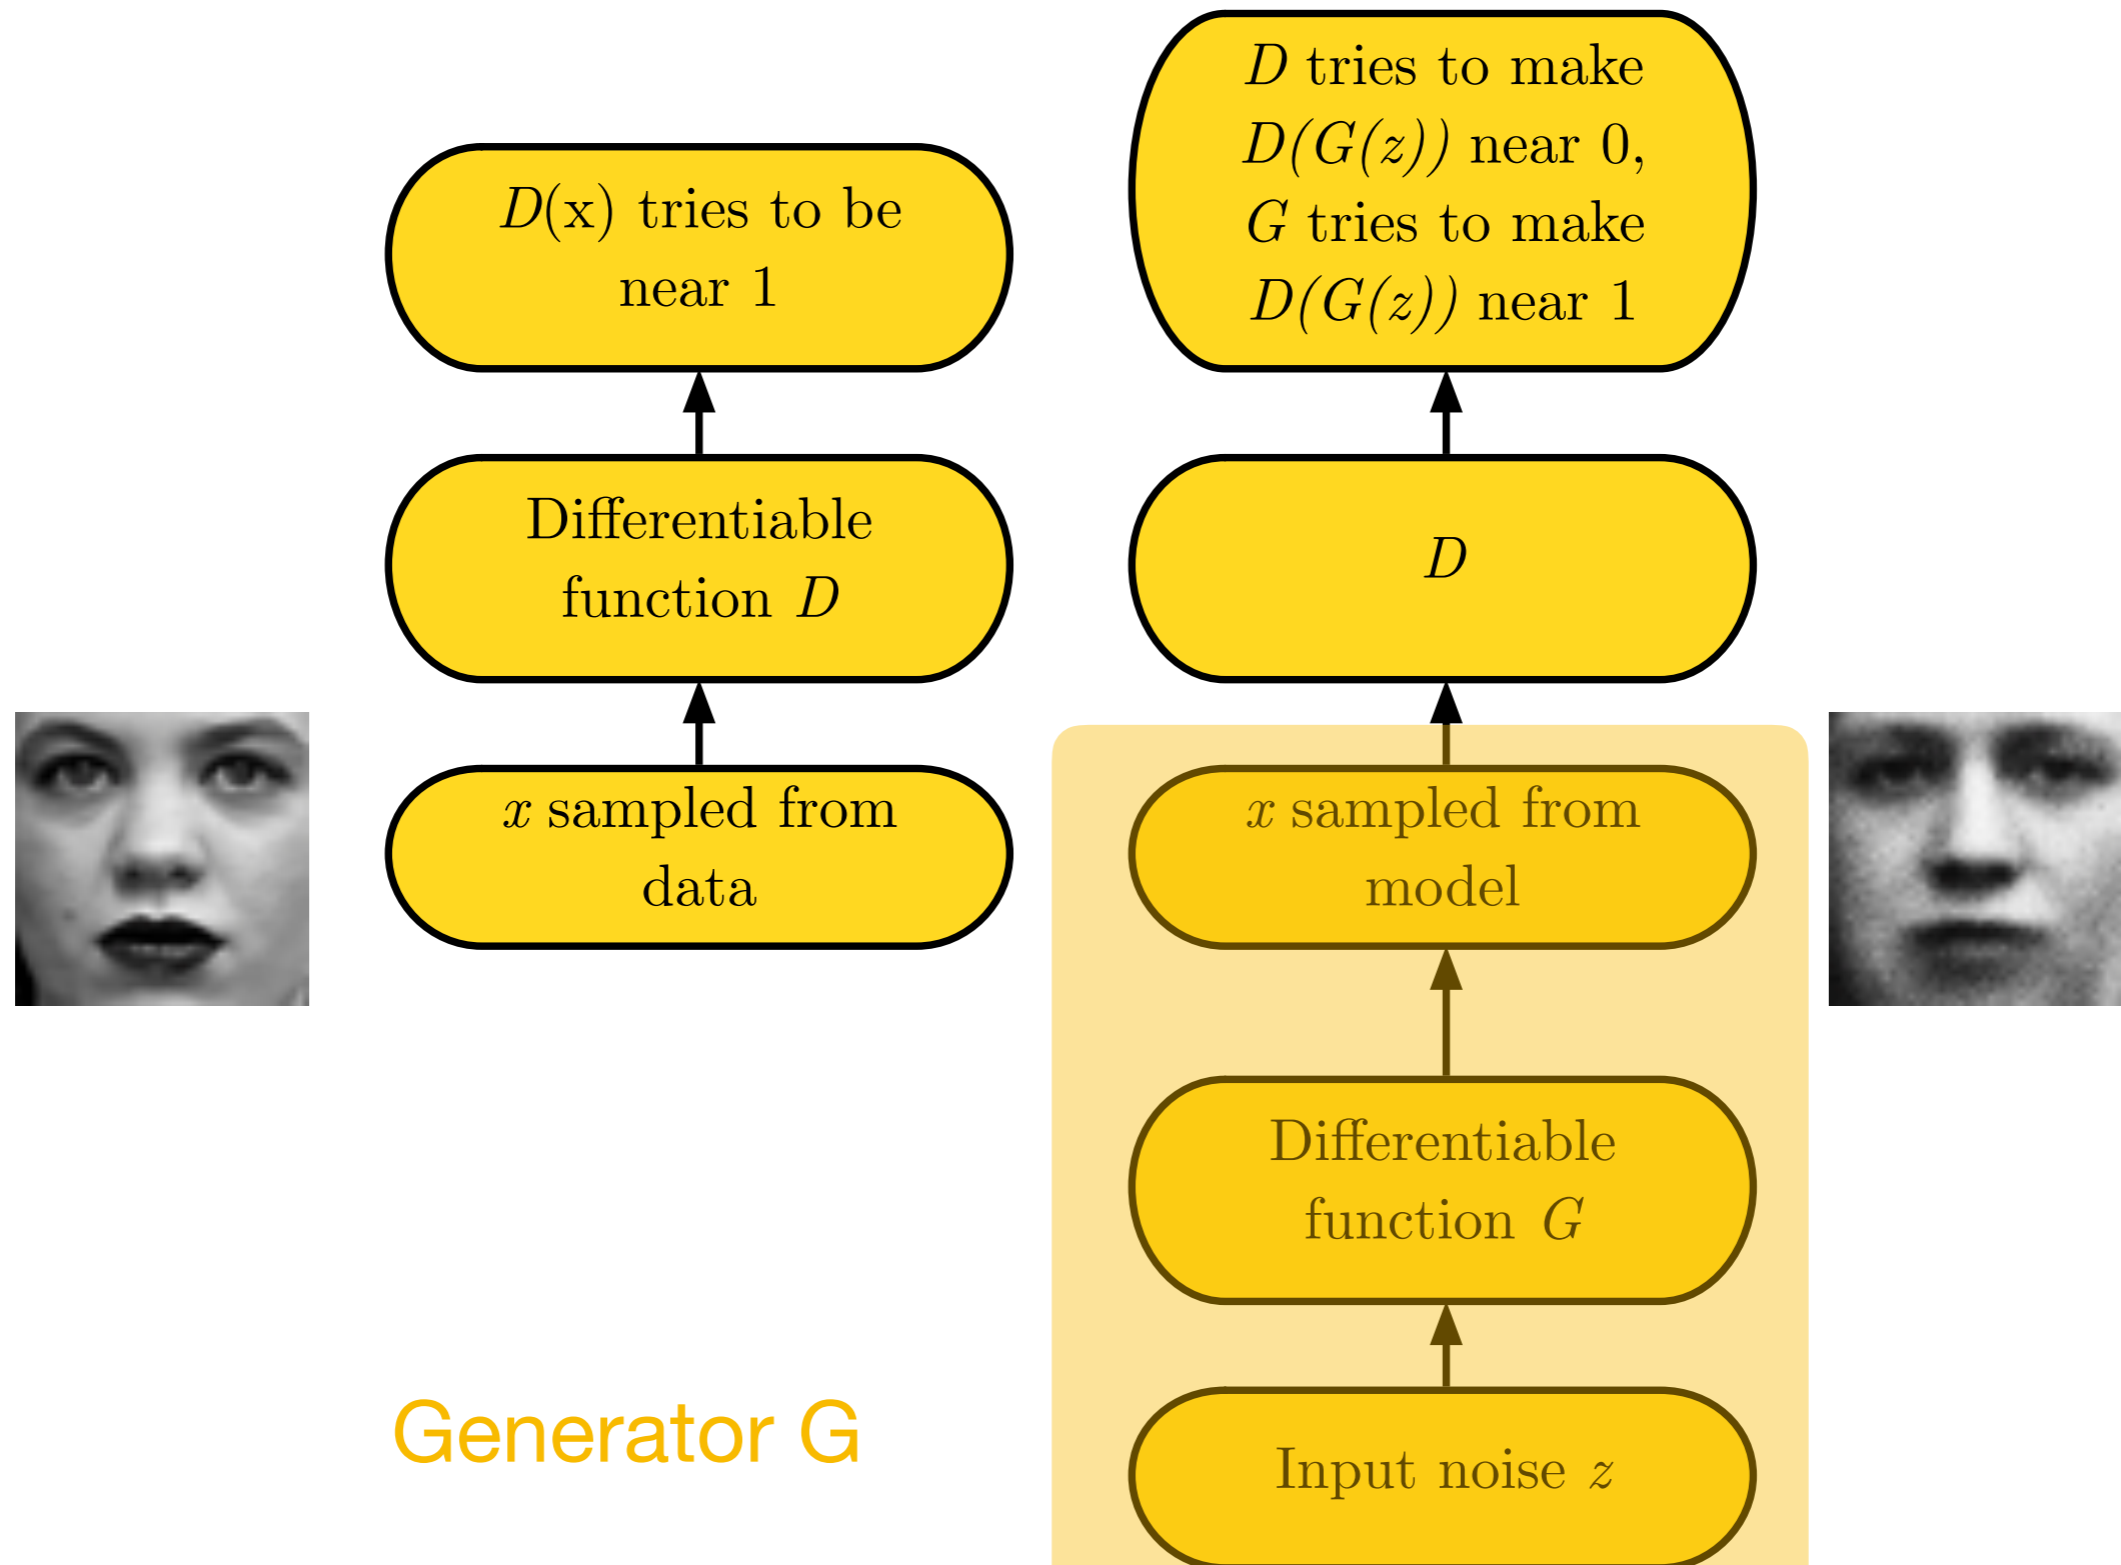 D(x) tries to be
near 1
Differentiable
function D
x sampled from
data
D tries to make
D(G(z)) near 0,
G tries to make
D(G(z)) near 1
D
x sampled from
model
Differentiable
function G
Input noise z
Generator G